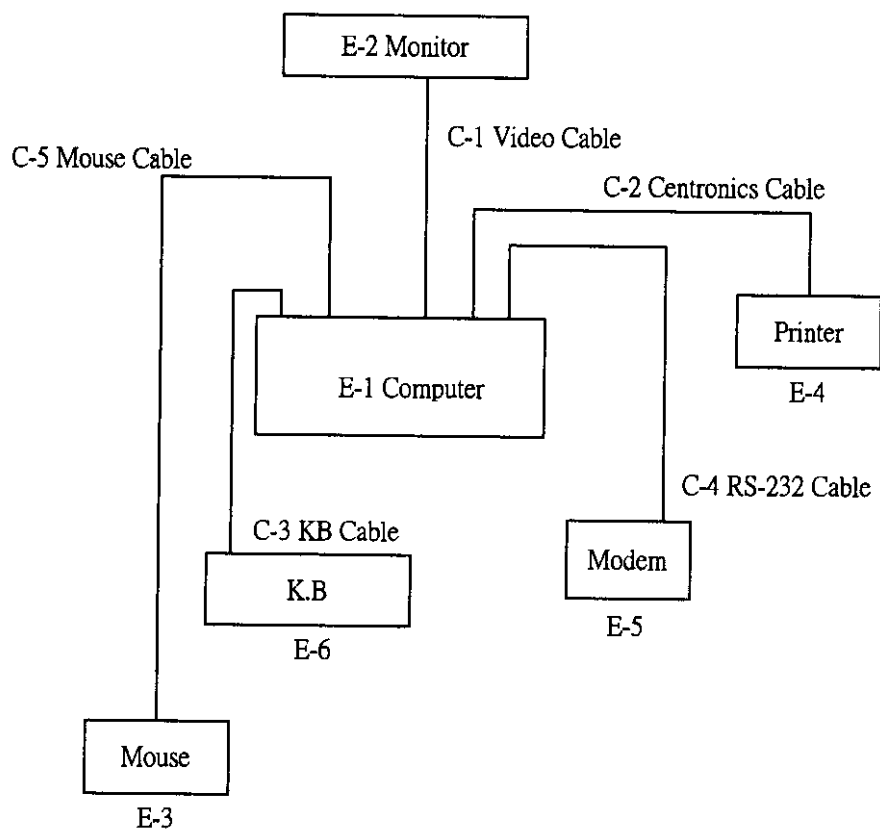 E-2 Monitor
C-1 Video Cable
C-5 Mouse Cable
C-2 Centronics Cable
Printer
E-4
E-1 Computer
C-4 RS-232 Cable
C-3 KB Cable
Modem
K.B
E-5
E-6
Mouse
E-3